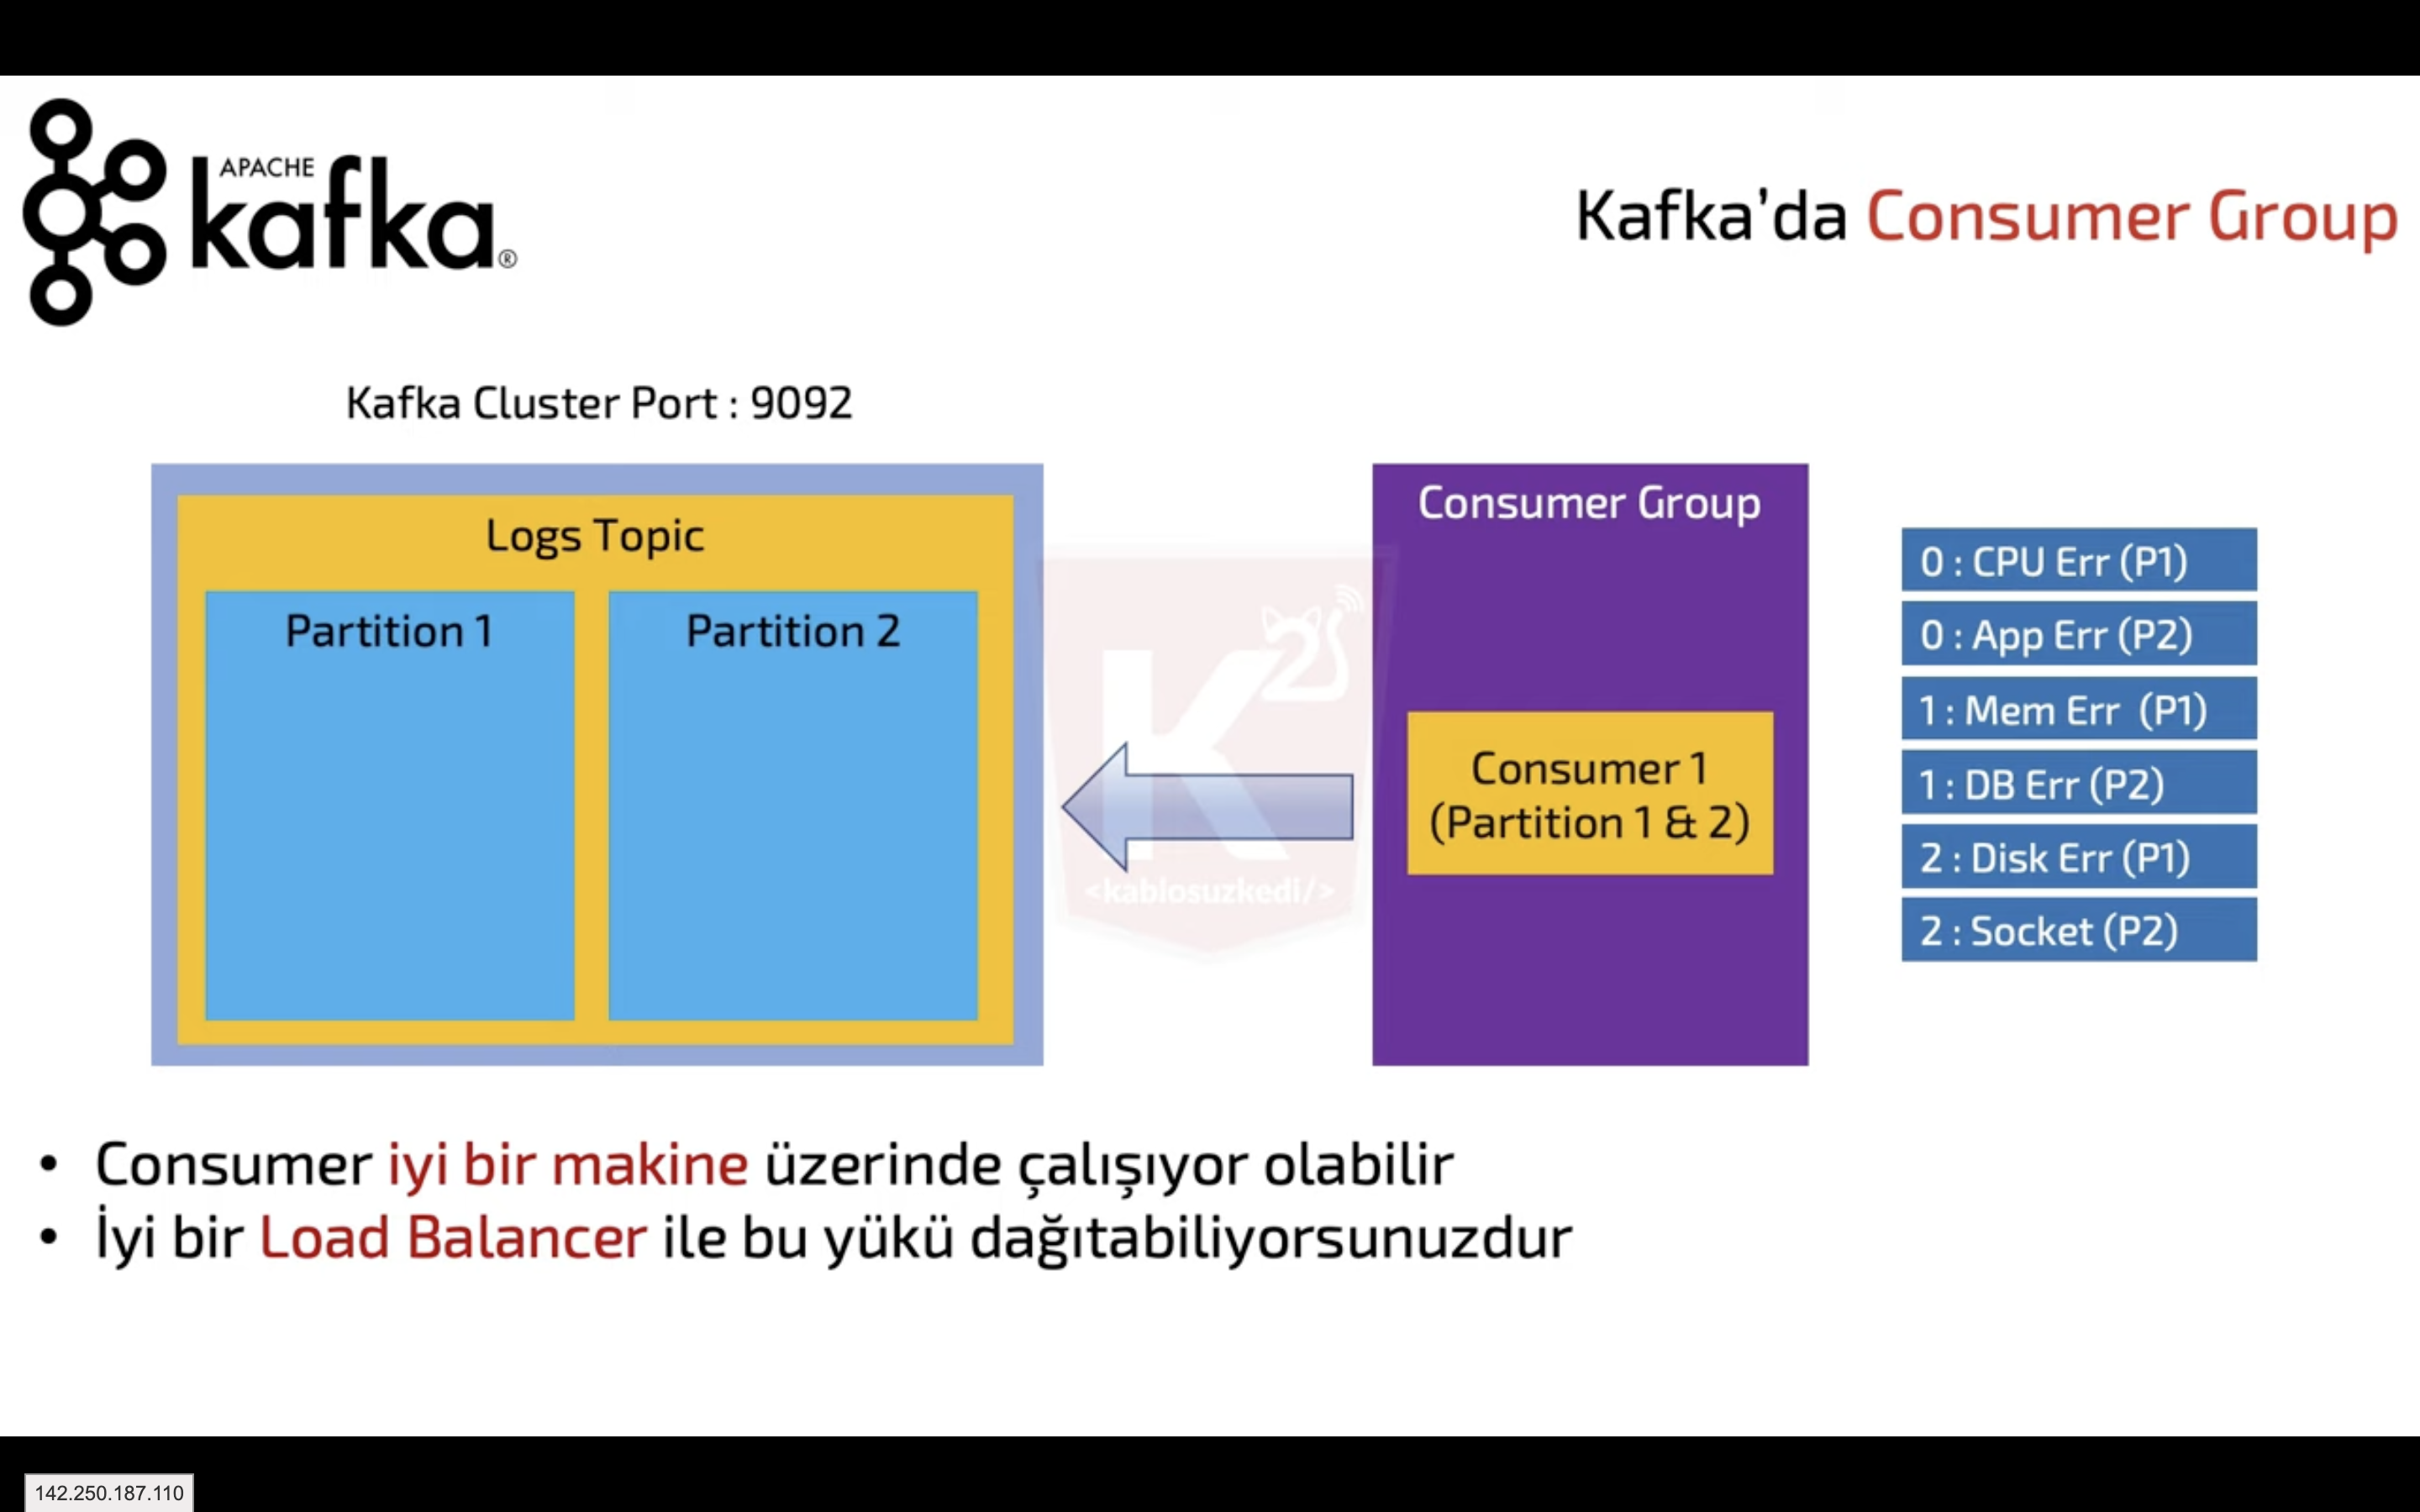 APACHE
kafka®
Kafka’da Consumer Group
Kafka Cluster Port : 9092
Logs Topic
Partition 1
Partition 2
K2
<kablosuzkedi/>
Consumer Group
Consumer 1
(Partition 1 & 2)
0 : CPU Err (P1)
0 : App Err (P2)
1 : Mem Err (P1)
1 : DB Err (P2)
2 : Disk Err (P1)
2 : Socket (P2)
• Consumer iyi bir makine üzerinde çalışıyor olabilir
• İyi bir Load Balancer ile bu yükü dağıtabiliyorsunuzdur
142.250.187.110